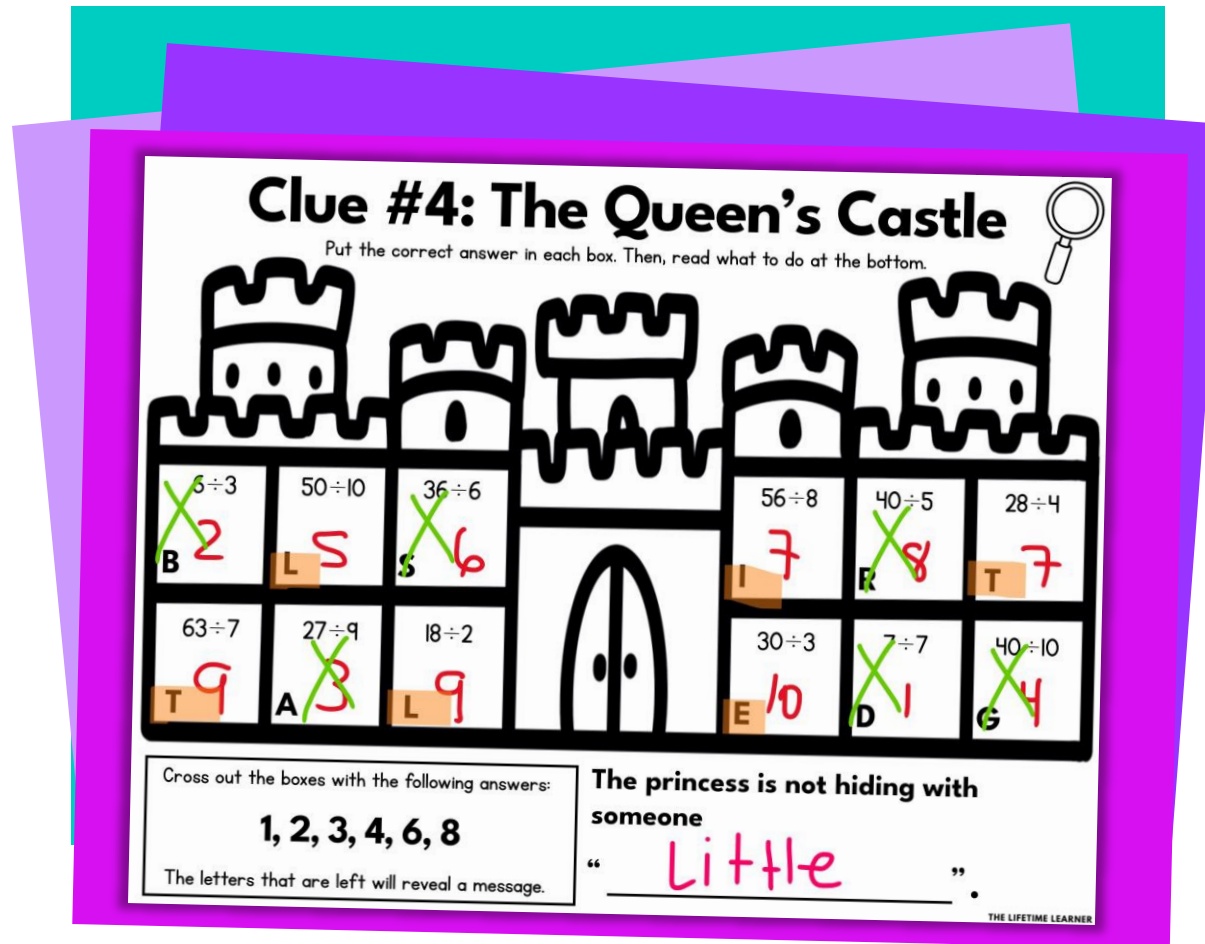 Clue #4: The Queen's Castle
Put the correct answer in each box. Then, read what to do at the bottom.
6÷3
2
B
50÷10
5
L
36÷6
6
S
56÷8
7
I
40÷5
8
R
28÷4
7
T
63÷7
9
T
27÷9
3
A
18÷2
9
L
30÷3
10
E
7÷7
1
D
40÷10
4
G
Cross out the boxes with the following answers:
1, 2, 3, 4, 6, 8
The letters that are left will reveal a message.
The princess is not hiding with
someone
“ Little ”.
THE LIFETIME LEARNER